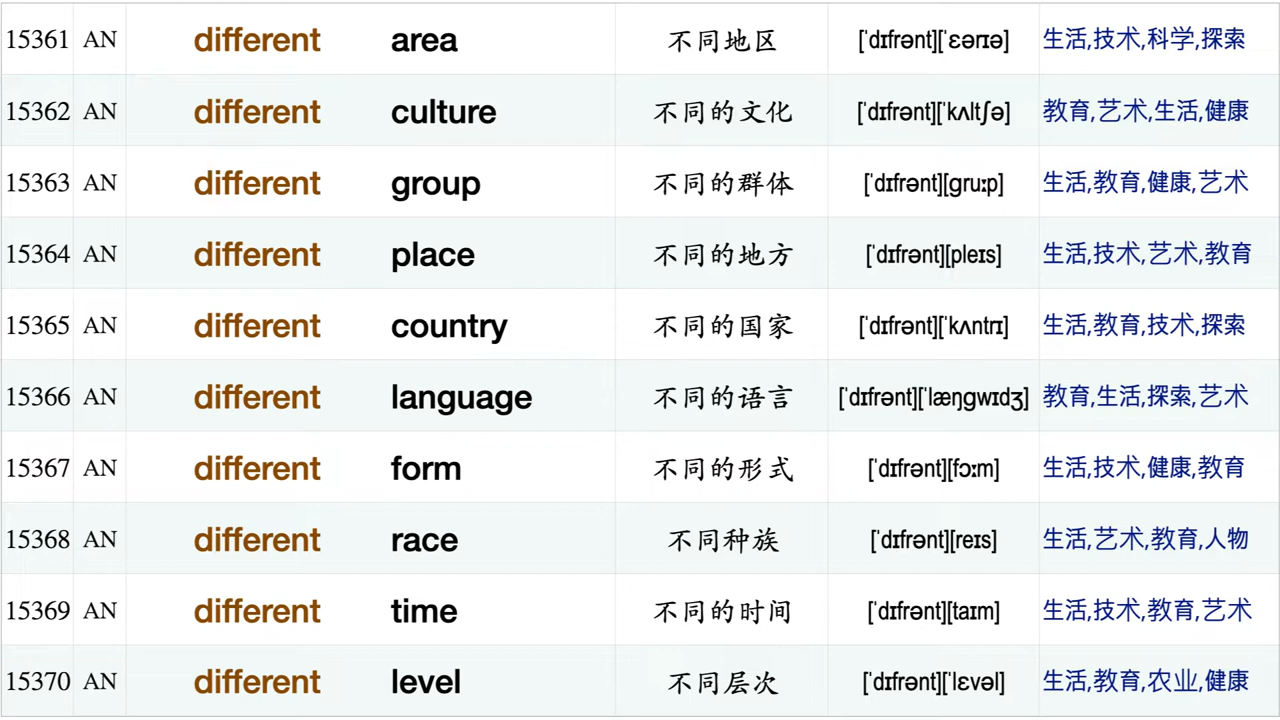 15361 AN different area 不同地区 [ˈdɪfrənt][ˈɛərɪə] 生活,技术,科学,探索
15362 AN different culture 不同的文化 [ˈdɪfrənt][ˈkʌltʃə] 教育,艺术,生活,健康
15363 AN different group 不同的群体 [ˈdɪfrənt][gruːp] 生活,教育,健康,艺术
15364 AN different place 不同的地方 [ˈdɪfrənt][pleɪs] 生活,技术,艺术,教育
15365 AN different country 不同的国家 [ˈdɪfrənt][ˈkʌntrɪ] 生活,教育,技术,探索
15366 AN different language 不同的语言 [ˈdɪfrənt][ˈlæŋgwɪdʒ] 教育,生活,探索,艺术
15367 AN different form 不同的形式 [ˈdɪfrənt][fɔːm] 生活,技术,健康,教育
15368 AN different race 不同种族 [ˈdɪfrənt][reɪs] 生活,艺术,教育,人物
15369 AN different time 不同的时间 [ˈdɪfrənt][taɪm] 生活,技术,教育,艺术
15370 AN different level 不同层次 [ˈdɪfrənt][ˈlɛvəl] 生活,教育,农业,健康